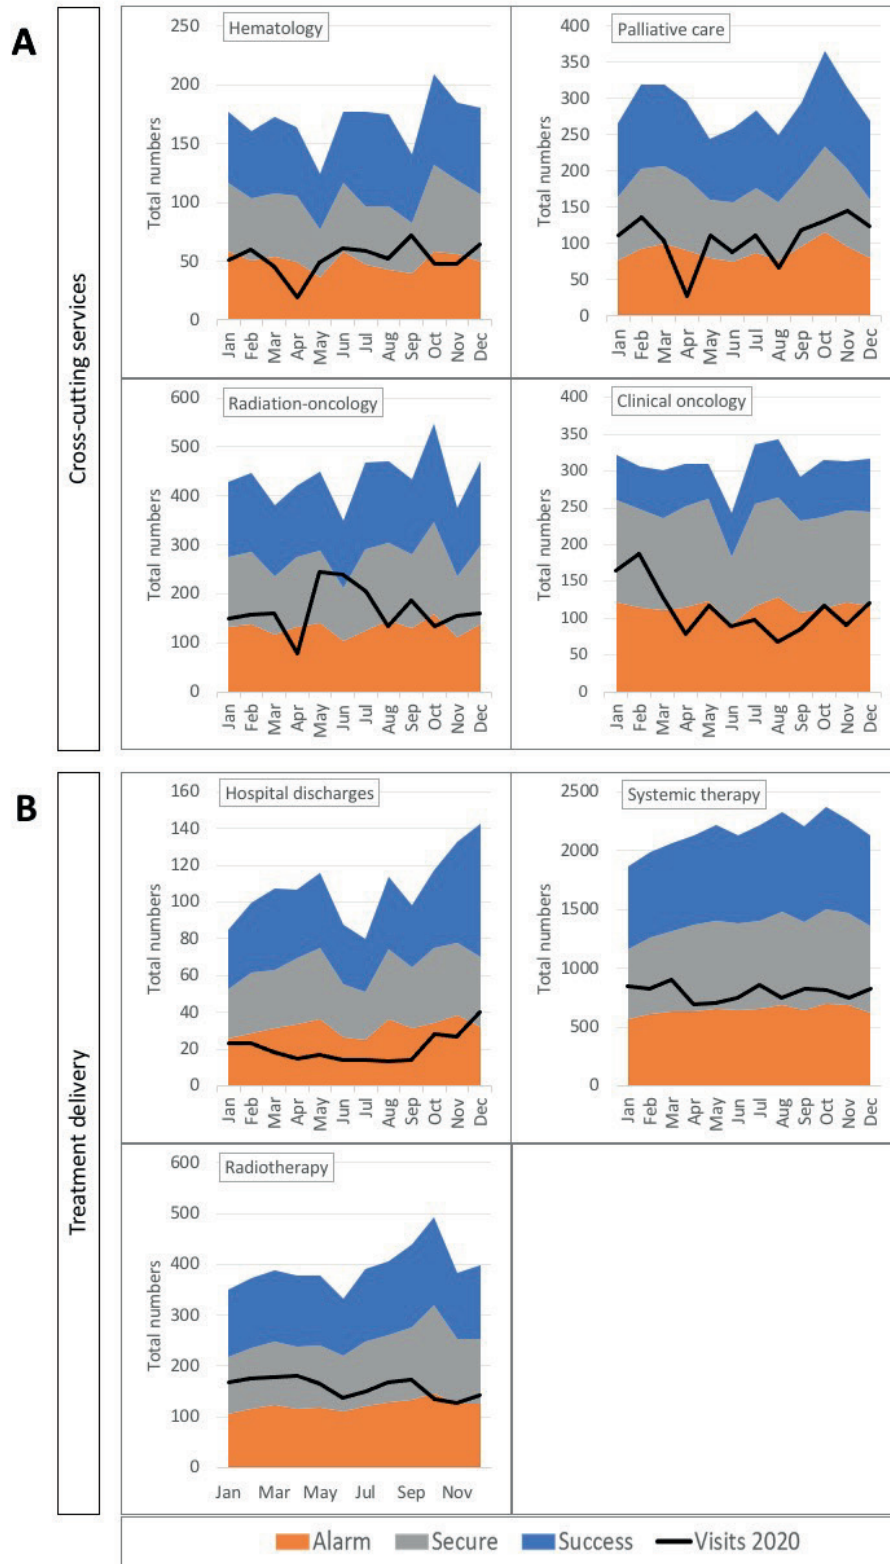 A
Cross-cutting services
Hematology
Total numbers
250
200
150
100
50
0
Jan Feb Mar Apr May Jun Jul Aug Sep Oct Nov Dec
Palliative care
Total numbers
400
350
300
250
200
150
100
50
0
Jan Feb Mar Apr May Jun Jul Aug Sep Oct Nov Dec
Radiation-oncology
Total numbers
600
500
400
300
200
100
0
Jan Feb Mar Apr May Jun Jul Aug Sep Oct Nov Dec
Clinical oncology
Total numbers
400
350
300
250
200
150
100
50
0
Jan Feb Mar Apr May Jun Jul Aug Sep Oct Nov Dec
B
Treatment delivery
Hospital discharges
Total numbers
160
140
120
100
80
60
40
20
0
Jan Feb Mar Apr May Jun Jul Aug Sep Oct Nov Dec
Systemic therapy
Total numbers
2500
2000
1500
1000
500
0
Jan Feb Mar Apr May Jun Jul Aug Sep Oct Nov Dec
Radiotherapy
Total numbers
600
500
400
300
200
100
0
Jan Mar May Jul Sep Nov
Alarm Secure Success Visits 2020